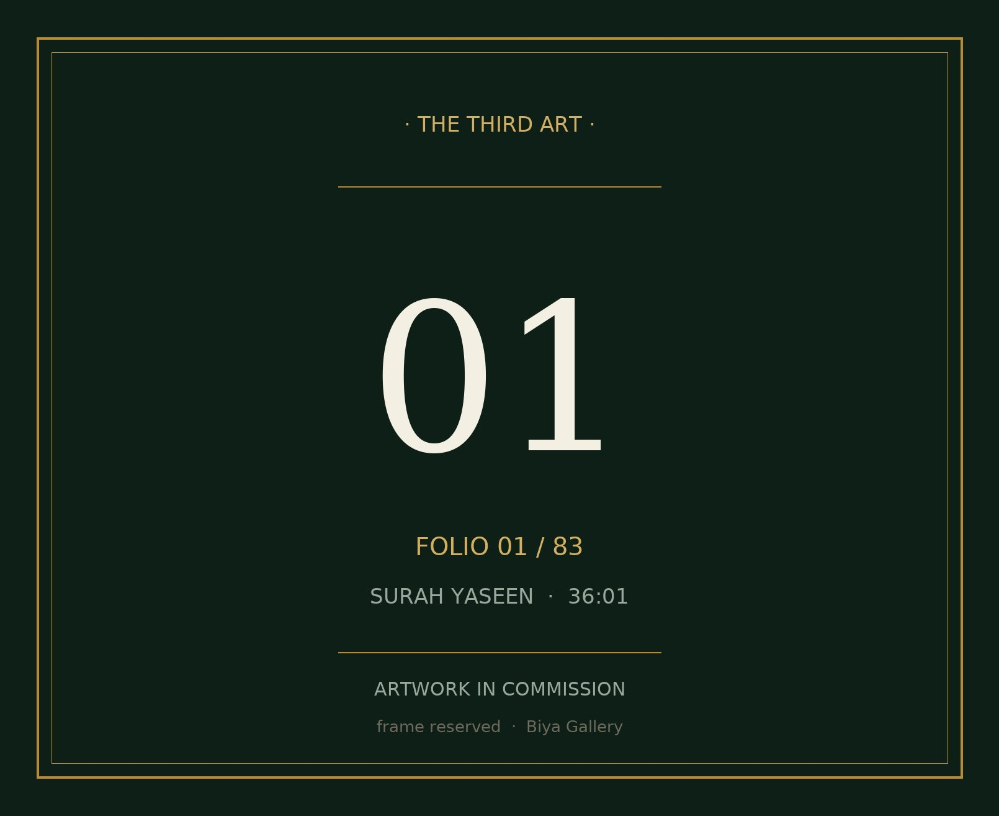 · THE THIRD ART ·
01
FOLIO 01 / 83
SURAH YASEEN · 36:01
ARTWORK IN COMMISSION
frame reserved · Biya Gallery